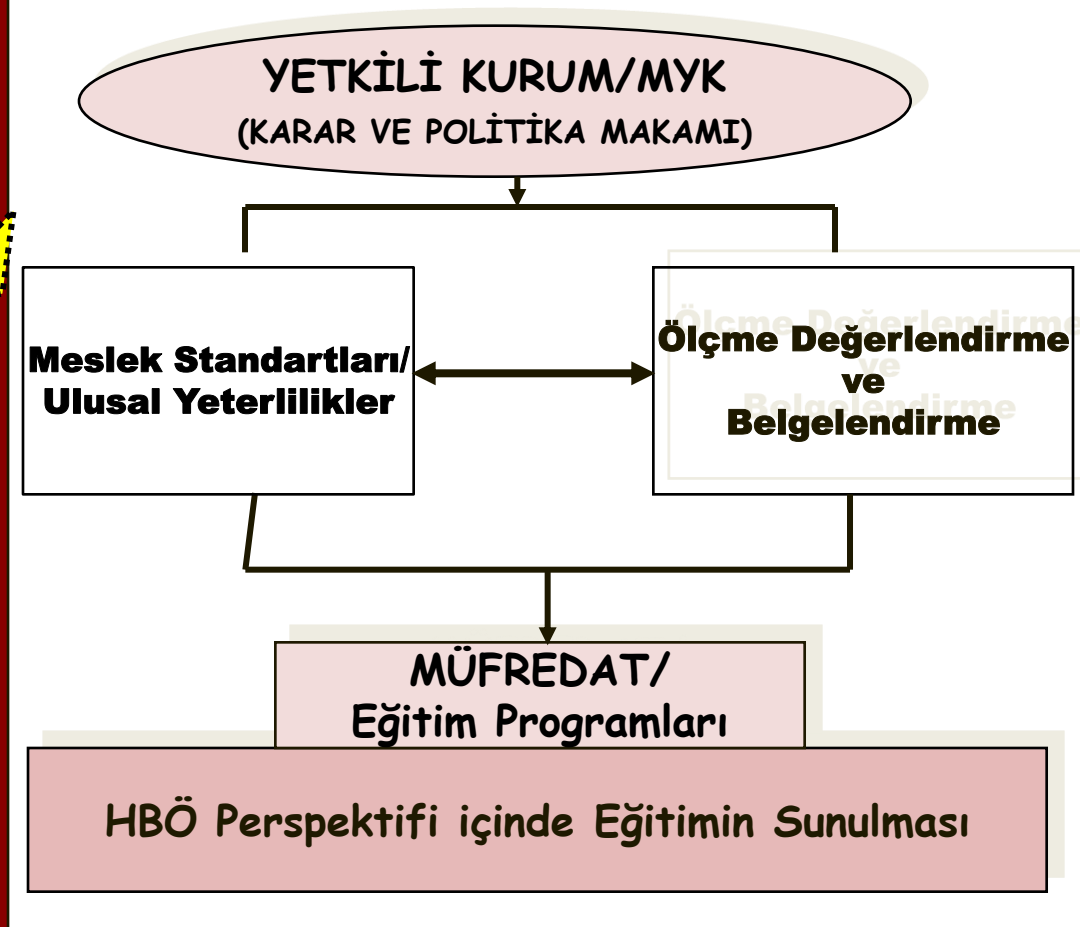 YETKİLİ KURUM/MYK
(KARAR VE POLİTİKA MAKAMI)
Meslek Standartları/
Ulusal Yeterlilikler
Ölçme Değerlendirme
ve
Belgelendirme
MÜFREDAT/
Eğitim Programları
HBÖ Perspektifi içinde Eğitimin Sunulması